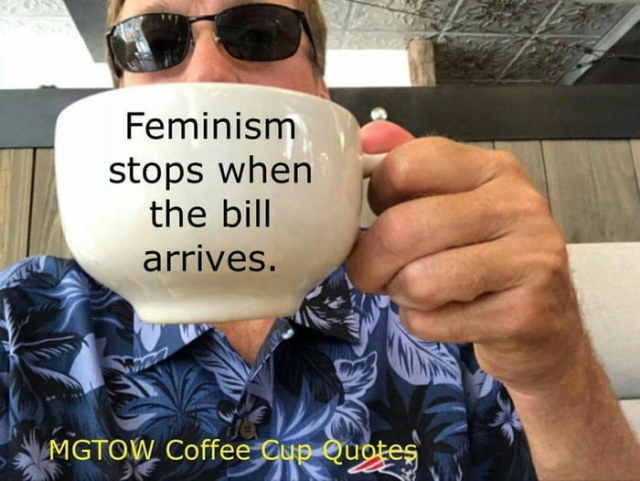 Feminism
stops when
the bill
arrives.
MGTOW Coffee Cup Quotes